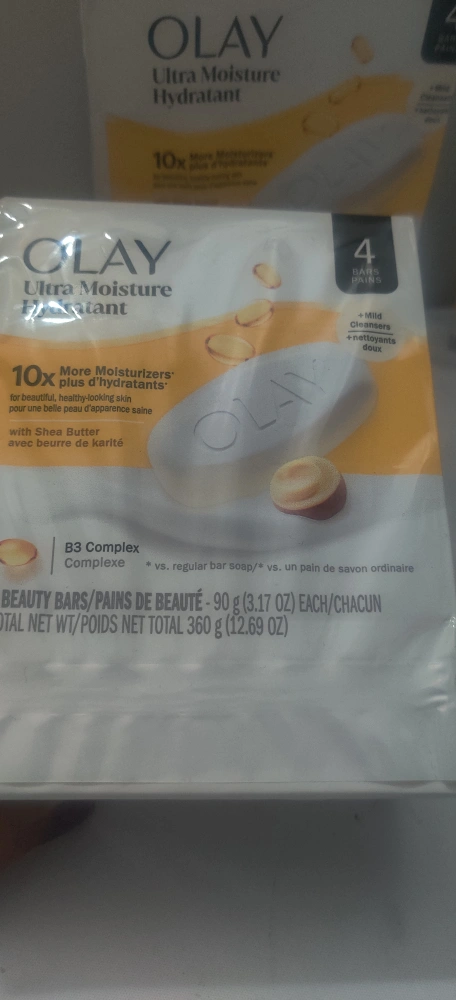 OLAY
Ultra Moisture
Hydratant
10x More Moisturizers
plus d'hydratants
4
OLAY
Ultra Moisture
Hydratant
4
BARS
PAINS
+Mild
Cleansers
+nettoyants
doux
10x More Moisturizers*
plus d'hydratants*
for beautiful, healthy-looking skin
pour une belle peau d'apparence saine
with Shea Butter
avec beurre de karité
OLAY
B3 Complex
Complexe
* vs. regular bar soap/* vs. un pain de savon ordinaire
BEAUTY BARS/PAINS DE BEAUTÉ - 90 g (3.17 OZ) EACH/CHACUN
OTAL NET WT/POIDS NET TOTAL 360 g (12.69 OZ)